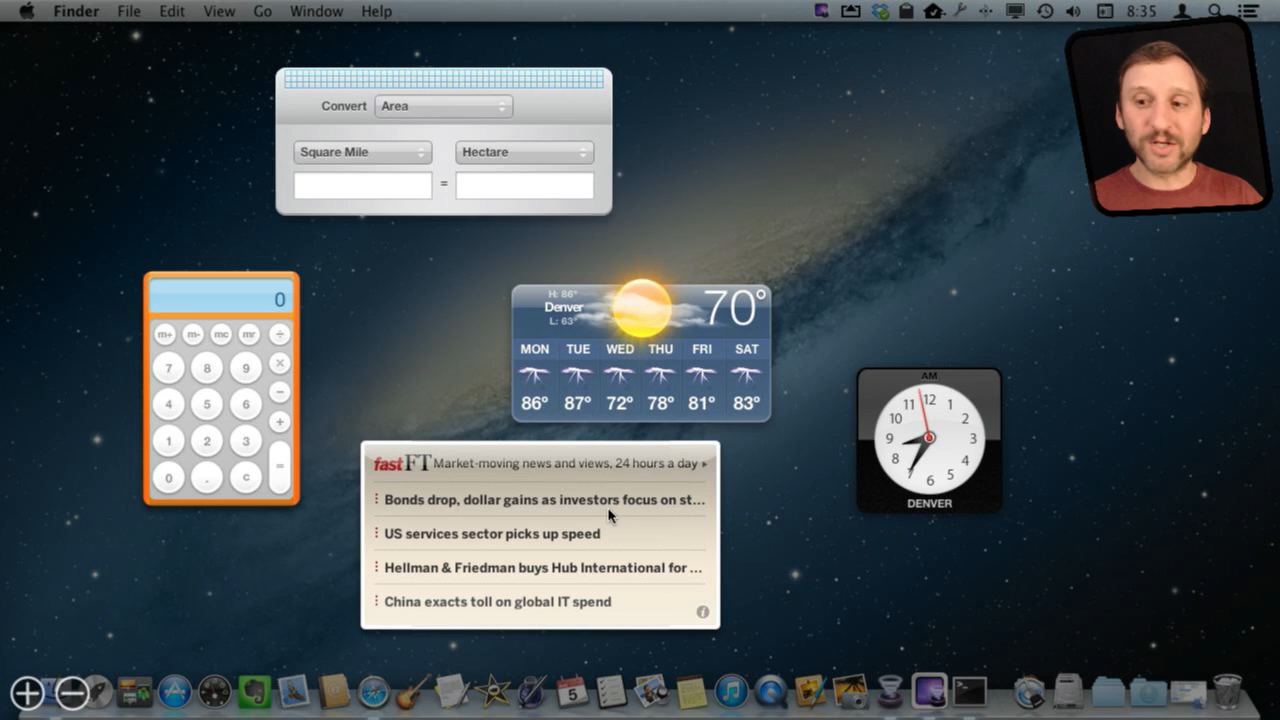 Finder File Edit View Go Window Help 8:35
Convert Area
Square Mile Hectare
=
0
m+ m- mc mr ÷
7 8 9 ×
4 5 6 −
1 2 3 +
0 . c =
H: 86°
Denver
L: 63°
70°
MON TUE WED THU FRI SAT
86° 87° 72° 78° 81° 83°
fastFT Market-moving news and views, 24 hours a day
Bonds drop, dollar gains as investors focus on st...
US services sector picks up speed
Hellman & Friedman buys Hub International for ...
China exacts toll on global IT spend
i
AM
12
11 1
10 2
9 3
8 4
7 5
6
DENVER
5